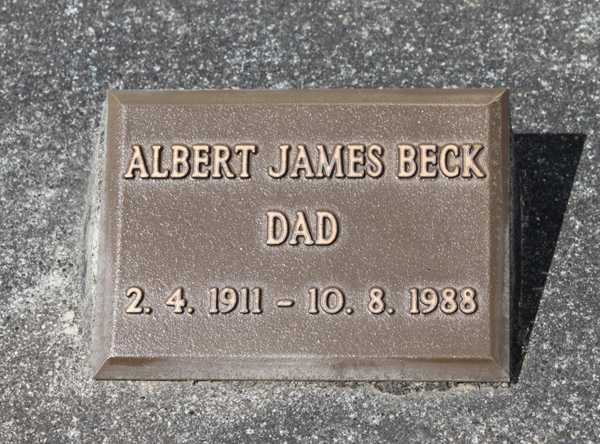 ALBERT JAMES BECK
DAD
2. 4. 1911 - 10. 8. 1988